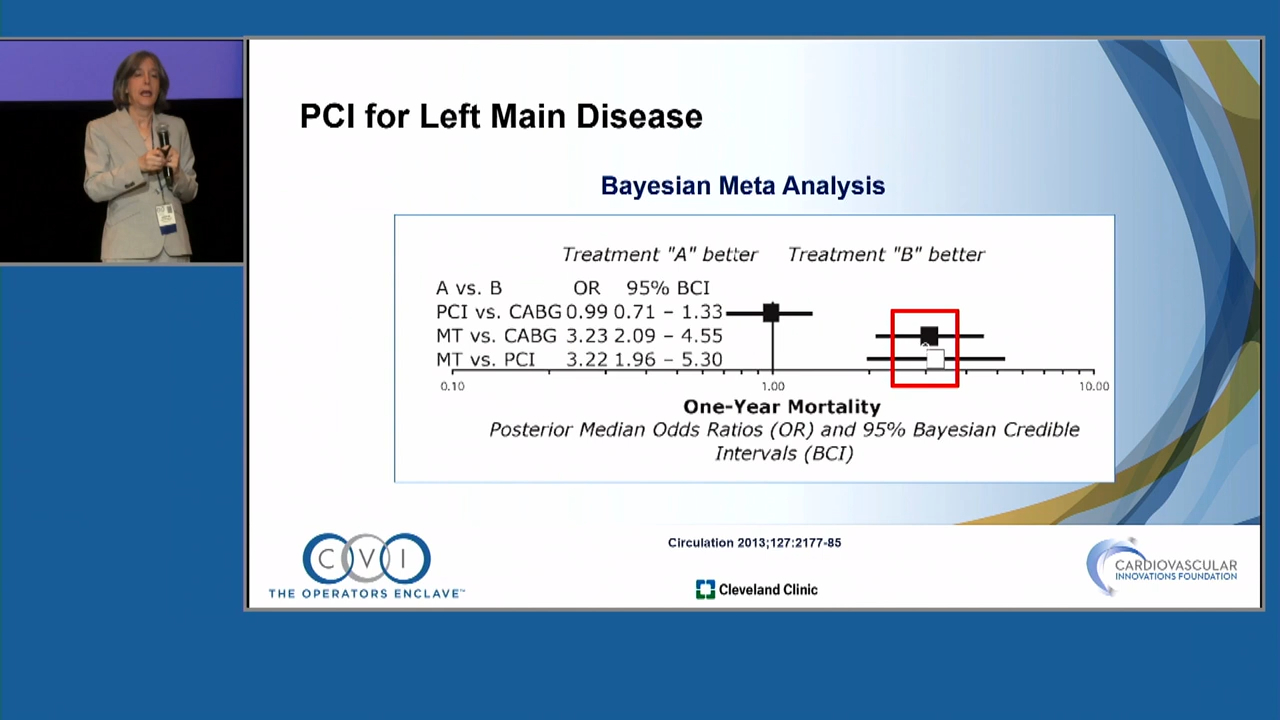 PCI for Left Main Disease
Bayesian Meta Analysis
Treatment "A" better Treatment "B" better
A vs. B OR 95% BCI
PCI vs. CABG 0.99 0.71 – 1.33
MT vs. CABG 3.23 2.09 – 4.55
MT vs. PCI 3.22 1.96 – 5.30
0.10 1.00 10.00
One-Year Mortality
Posterior Median Odds Ratios (OR) and 95% Bayesian Credible
Intervals (BCI)
Circulation 2013;127:2177-85
CVI
THE OPERATORS ENCLAVE™
Cleveland Clinic
CARDIOVASCULAR
INNOVATIONS FOUNDATION